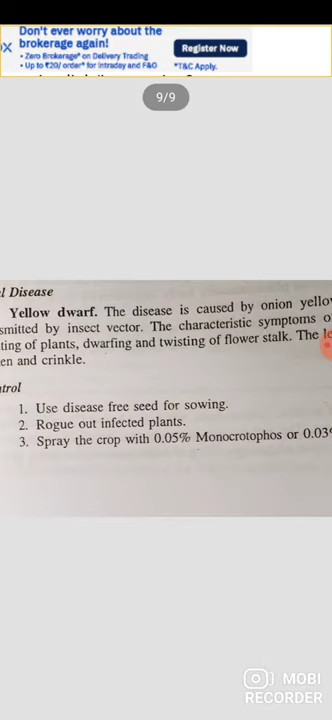 Don't ever worry about the
brokerage again!
• Zero Brokerage* on Delivery Trading
• Up to ₹20/ order* for Intraday and F&O
Register Now
*T&C Apply.
9/9
l Disease
Yellow dwarf. The disease is caused by onion yello
smitted by insect vector. The characteristic symptoms o
ting of plants, dwarfing and twisting of flower stalk. The le
en and crinkle.
trol
1. Use disease free seed for sowing.
2. Rogue out infected plants.
3. Spray the crop with 0.05% Monocrotophos or 0.03
MOBI
RECORDER